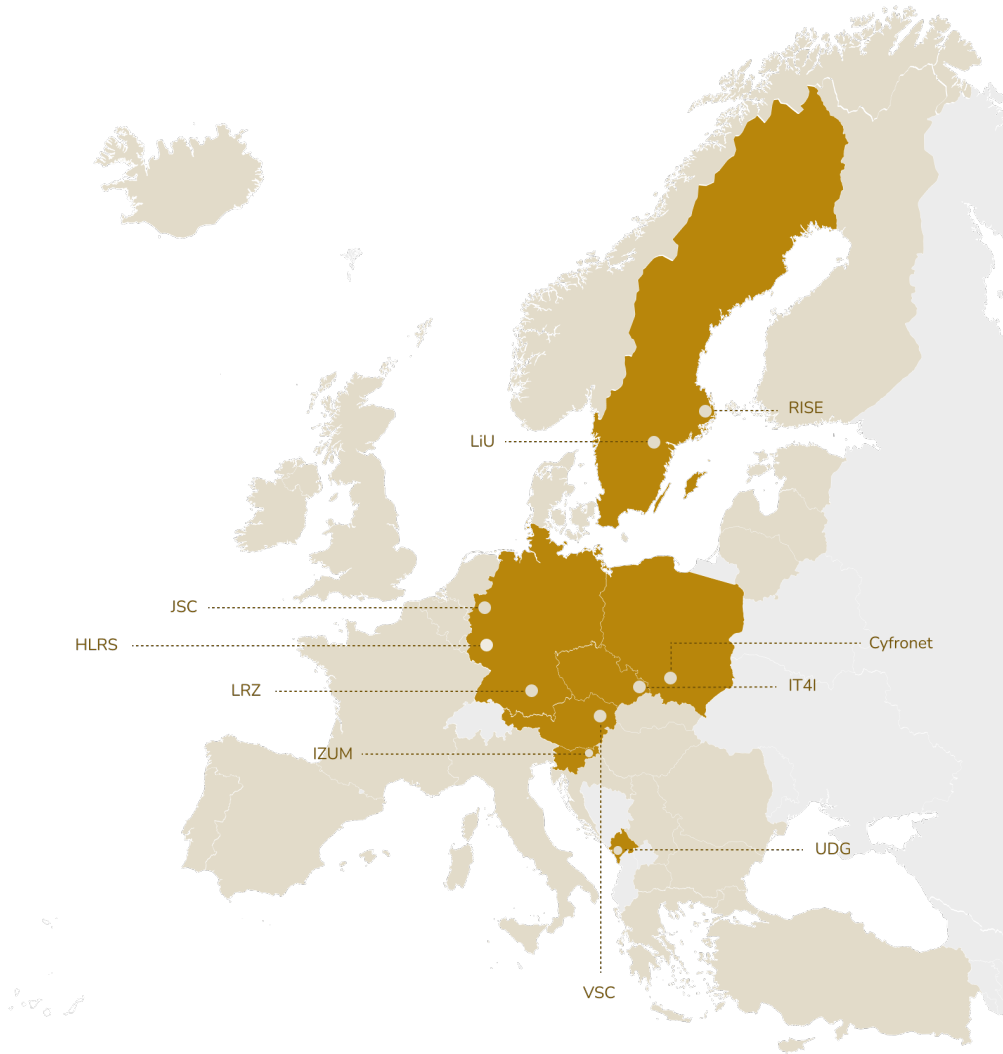 RISE
LiU
JSC
HLRS
Cyfronet
IT4I
LRZ
IZUM
UDG
VSC